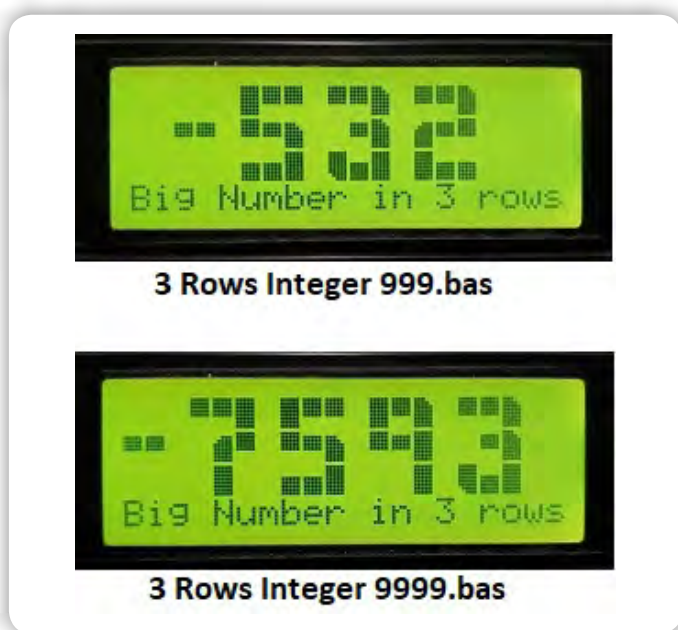 -532
Big Number in 3 rows
3 Rows Integer 999.bas
-7593
Big Number in 3 rows
3 Rows Integer 9999.bas